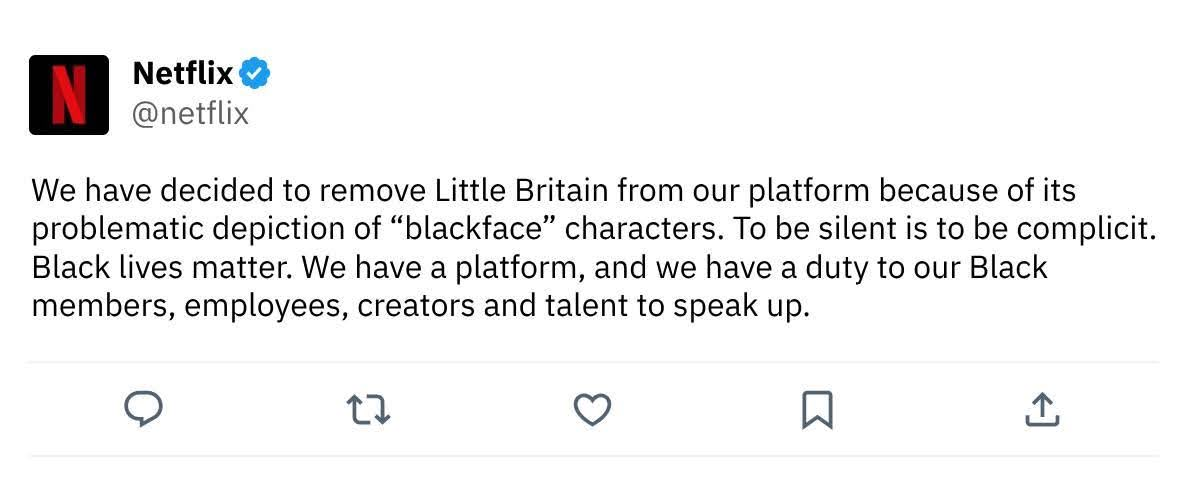 Netflix
@netflix
We have decided to remove Little Britain from our platform because of its
problematic depiction of “blackface” characters. To be silent is to be complicit.
Black lives matter. We have a platform, and we have a duty to our Black
members, employees, creators and talent to speak up.